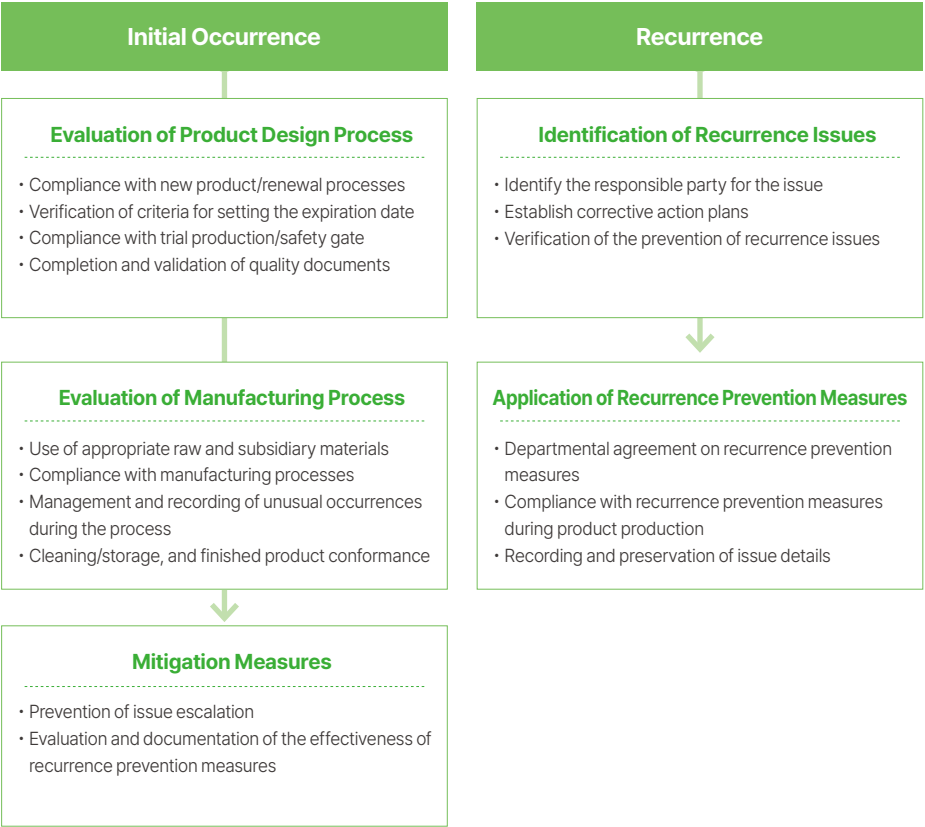 Initial Occurrence
Evaluation of Product Design Process
• Compliance with new product/renewal processes
• Verification of criteria for setting the expiration date
• Compliance with trial production/safety gate
• Completion and validation of quality documents
Evaluation of Manufacturing Process
• Use of appropriate raw and subsidiary materials
• Compliance with manufacturing processes
• Management and recording of unusual occurrences
during the process
• Cleaning/storage, and finished product conformance
Mitigation Measures
• Prevention of issue escalation
• Evaluation and documentation of the effectiveness of
recurrence prevention measures
Recurrence
Identification of Recurrence Issues
• Identify the responsible party for the issue
• Establish corrective action plans
• Verification of the prevention of recurrence issues
Application of Recurrence Prevention Measures
• Departmental agreement on recurrence prevention
measures
• Compliance with recurrence prevention measures
during product production
• Recording and preservation of issue details